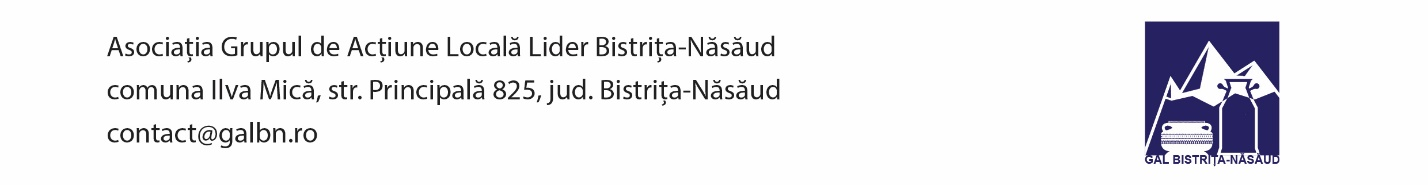 Asociația Grupul de Acțiune Locală Lider Bistrița-Năsăud
comuna Ilva Mică, str. Principală 825, jud. Bistrița-Năsăud
contact@galbn.ro
GAL BISTRIȚA-NĂSĂUD